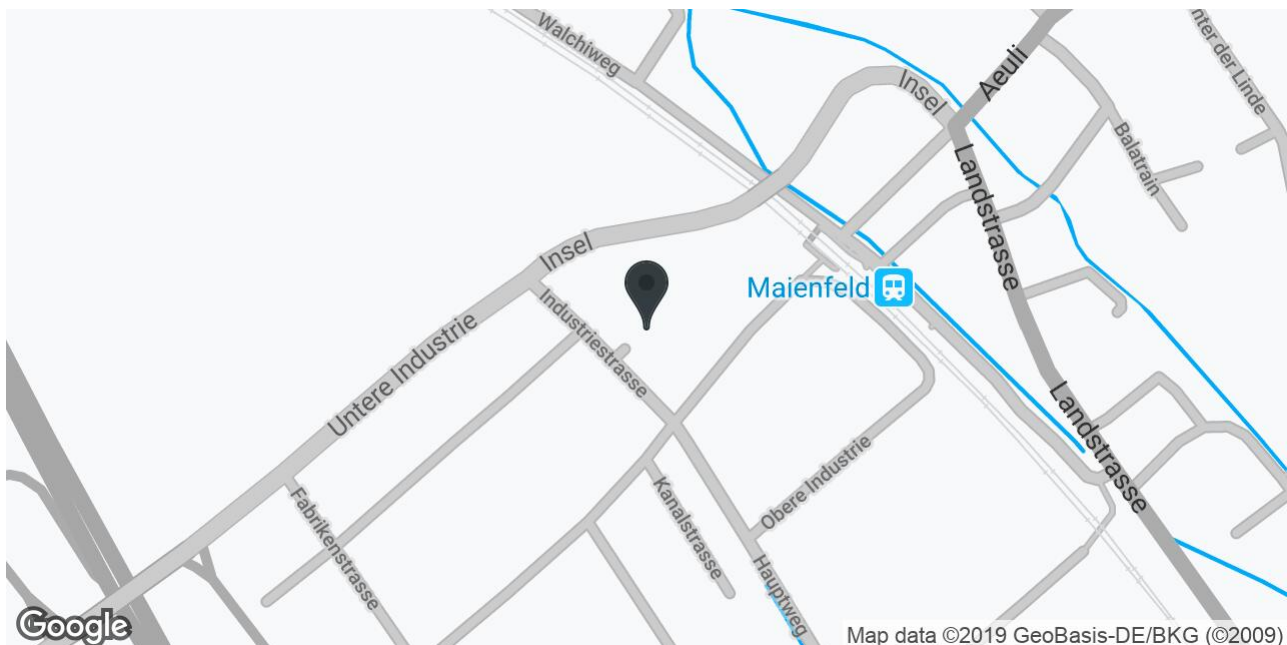 Walchiweg
Insel
Aeuli
nter der Linde
Balatrain
Landstrasse
Insel
Maienfeld
Untere Industrie
Industriestrasse
Landstrasse
Obere Industrie
Kanalstrasse
Fabrikenstrasse
Hauptweg
Google
Map data ©2019 GeoBasis-DE/BKG (©2009)